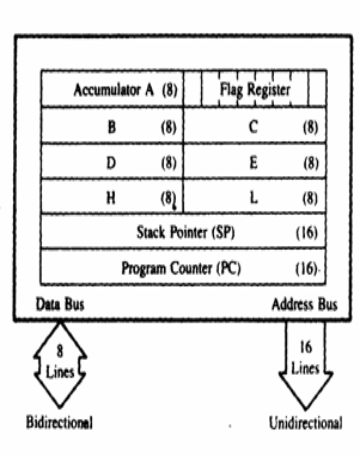 Accumulator A (8) Flag Register
B (8) C (8)
D (8) E (8)
H (8) L (8)
Stack Pointer (SP) (16)
Program Counter (PC) (16)
Data Bus Address Bus
8 Lines 16 Lines
Bidirectional Unidirectional